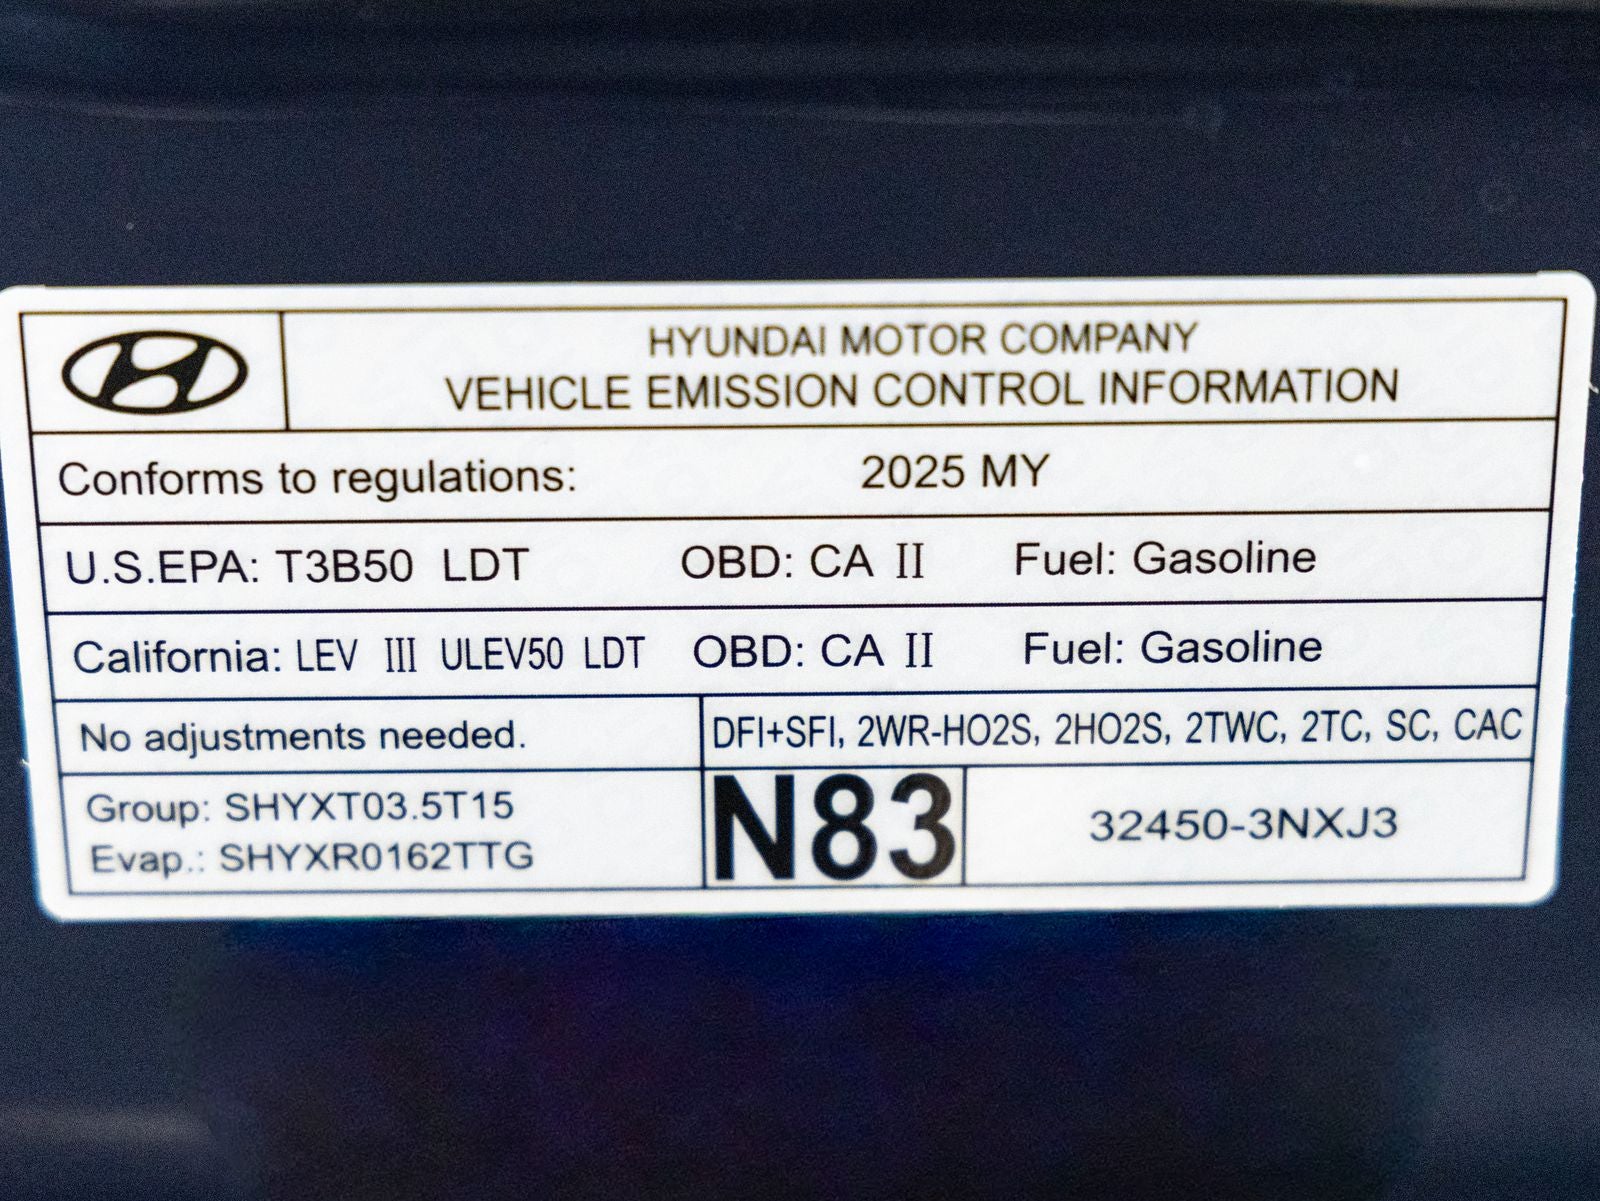 HYUNDAI MOTOR COMPANY
VEHICLE EMISSION CONTROL INFORMATION
Conforms to regulations: 2025 MY
U.S.EPA: T3B50 LDT OBD: CA II Fuel: Gasoline
California: LEV III ULEV50 LDT OBD: CA II Fuel: Gasoline
No adjustments needed. DFI+SFI, 2WR-HO2S, 2HO2S, 2TWC, 2TC, SC, CAC
Group: SHYXT03.5T15
Evap.: SHYXR0162TTG
N83
32450-3NXJ3